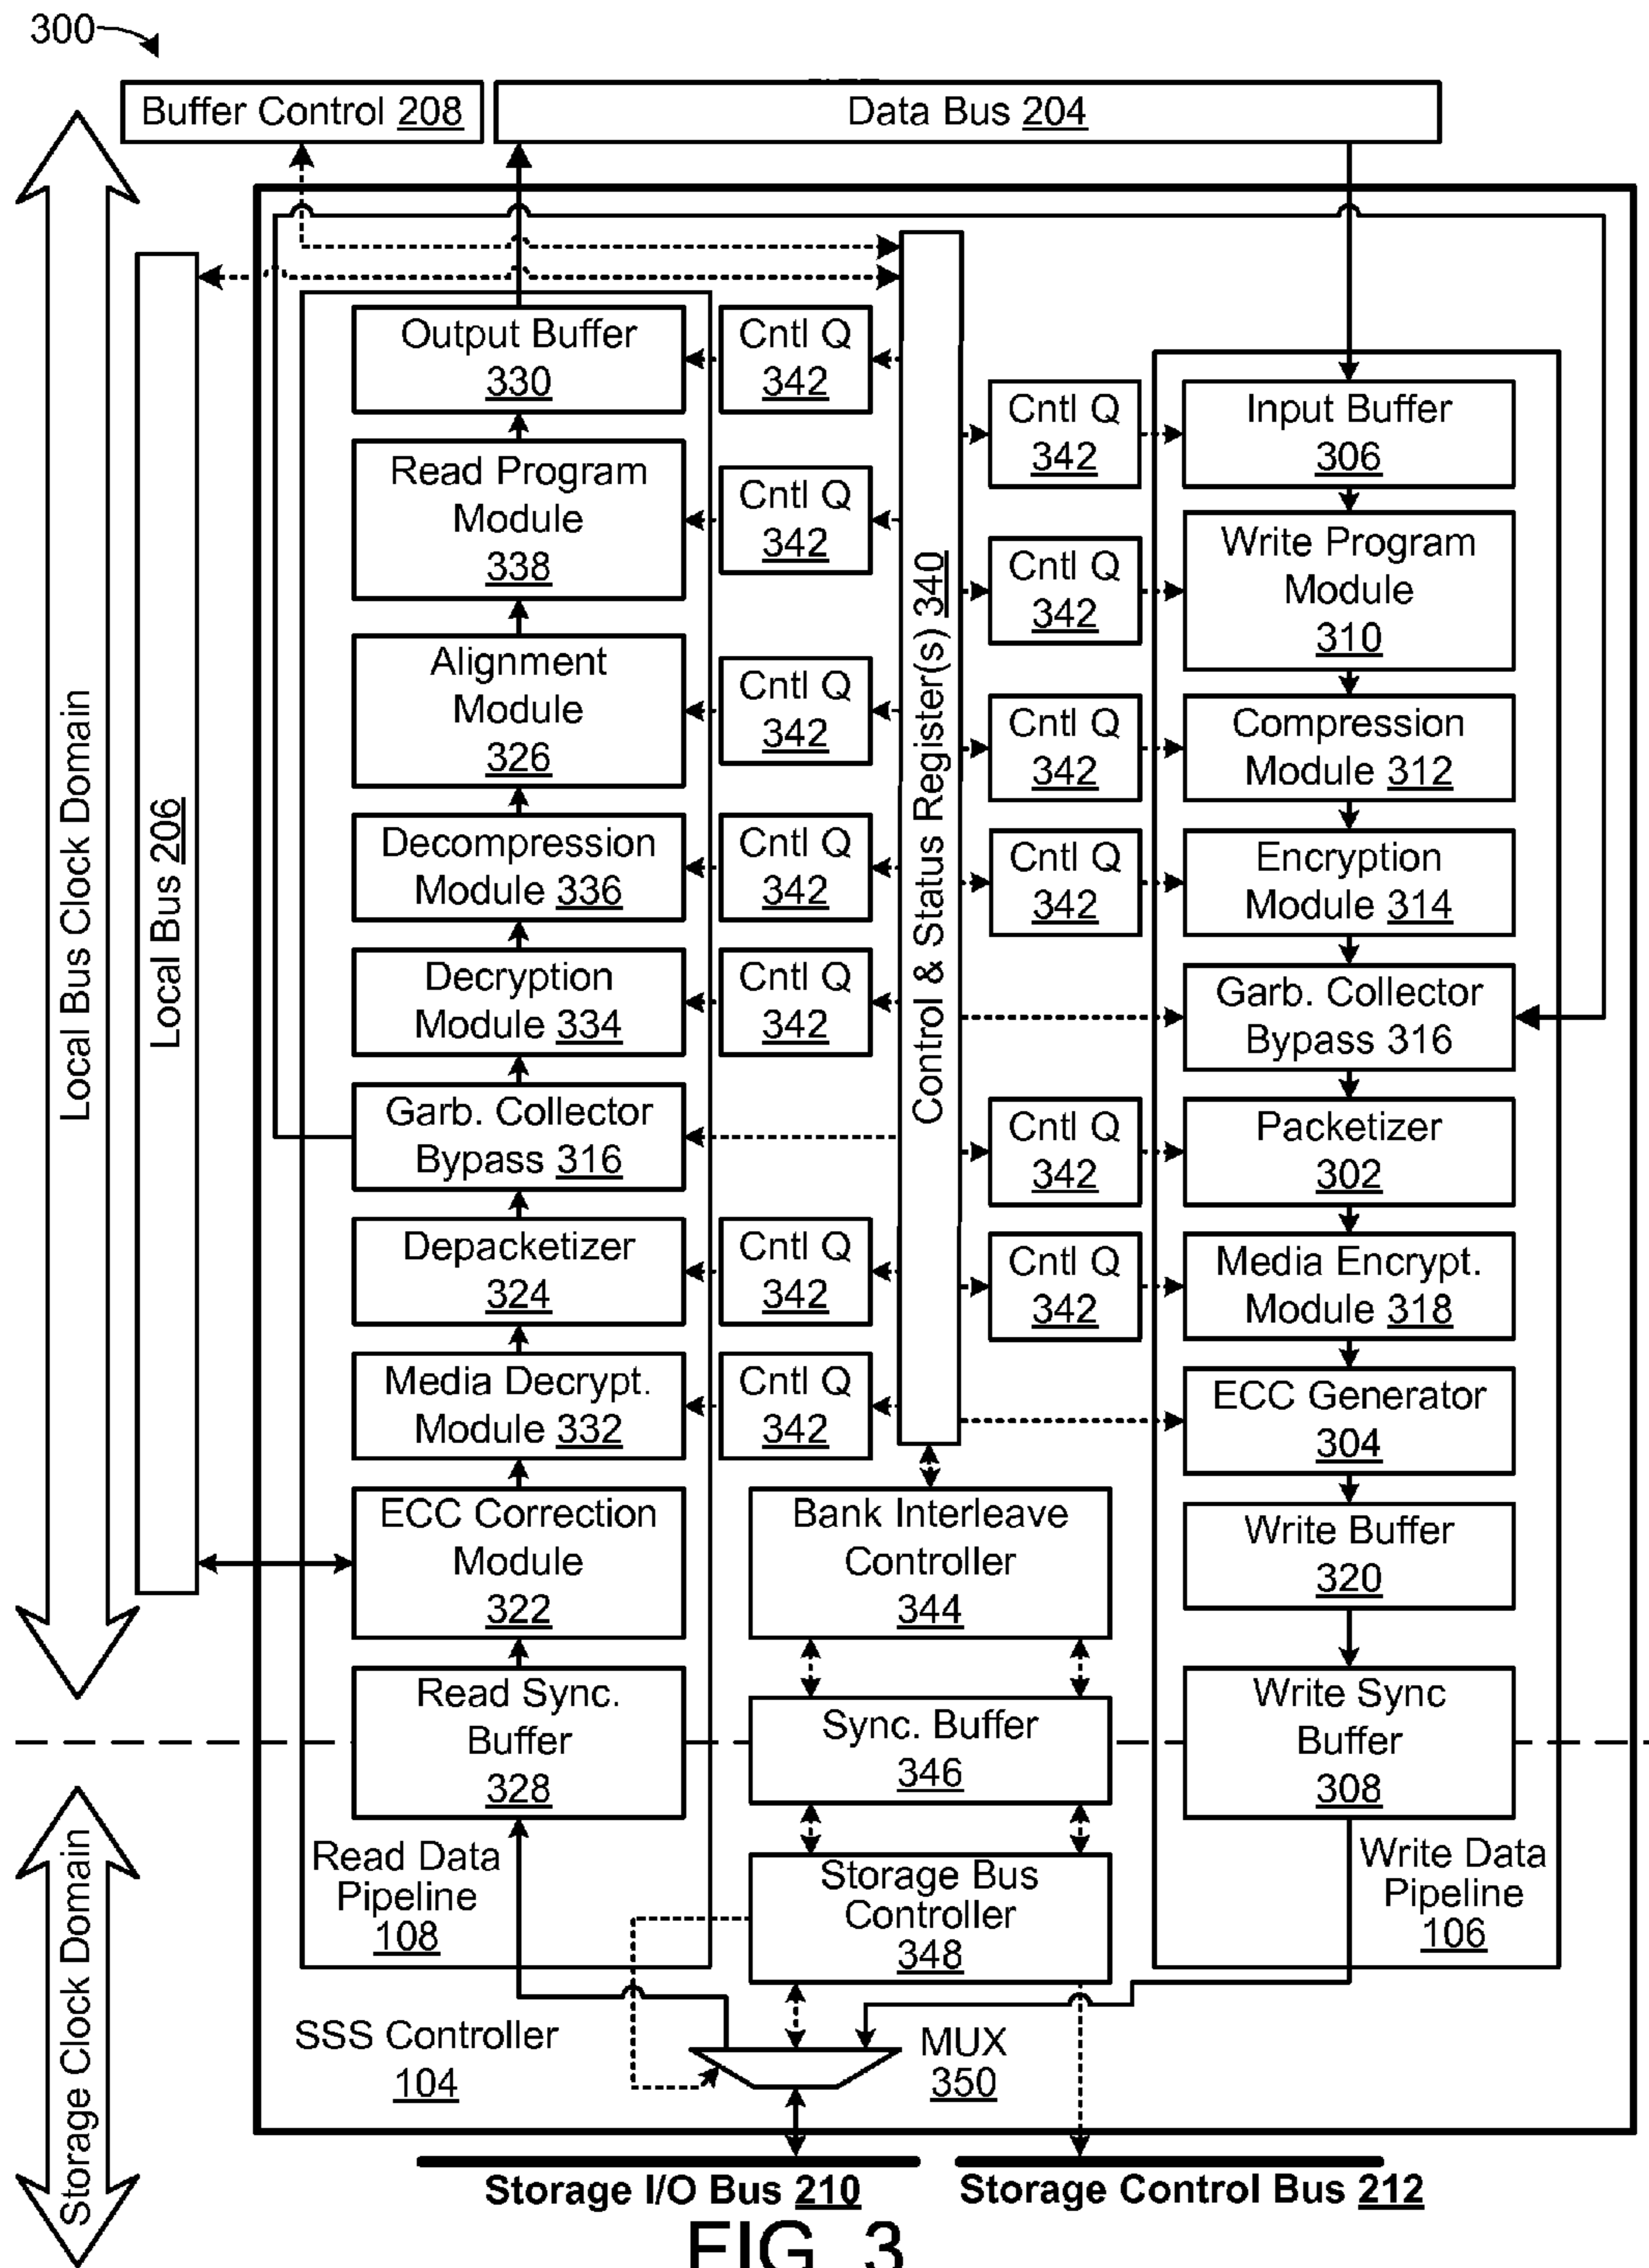 300
Buffer Control 208
Data Bus 204
Local Bus Clock Domain
Local Bus 206
Output Buffer
330
Cntl Q
342
Read Program
Module
338
Cntl Q
342
Alignment
Module
326
Cntl Q
342
Decompression
Module 336
Cntl Q
342
Decryption
Module 334
Cntl Q
342
Garb. Collector
Bypass 316
Depacketizer
324
Cntl Q
342
Media Decrypt.
Module 332
Cntl Q
342
ECC Correction
Module
322
Read Sync.
Buffer
328
Read Data
Pipeline
108
Control & Status Register(s) 340
Bank Interleave
Controller
344
Sync. Buffer
346
Storage Bus
Controller
348
Cntl Q
342
Input Buffer
306
Cntl Q
342
Write Program
Module
310
Cntl Q
342
Compression
Module 312
Cntl Q
342
Encryption
Module 314
Garb. Collector
Bypass 316
Cntl Q
342
Packetizer
302
Cntl Q
342
Media Encrypt.
Module 318
ECC Generator
304
Write Buffer
320
Write Sync
Buffer
308
Write Data
Pipeline
106
Storage Clock Domain
SSS Controller
104
MUX
350
Storage I/O Bus 210
Storage Control Bus 212
FIG. 3